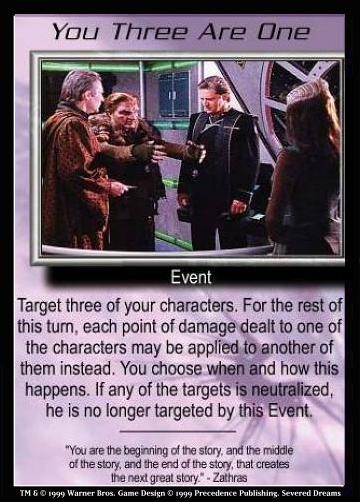 You Three Are One
Event
Target three of your characters. For the rest of
this turn, each point of damage dealt to one of
the characters may be applied to another of
them instead. You choose when and how this
happens. If any of the targets is neutralized,
he is no longer targeted by this Event.
"You are the beginning of the story, and the middle
of the story, and the end of the story, that creates
the next great story." - Zathras
TM & © 1999 Warner Bros. Game Design © 1999 Precedence Publishing. Severed Dreams